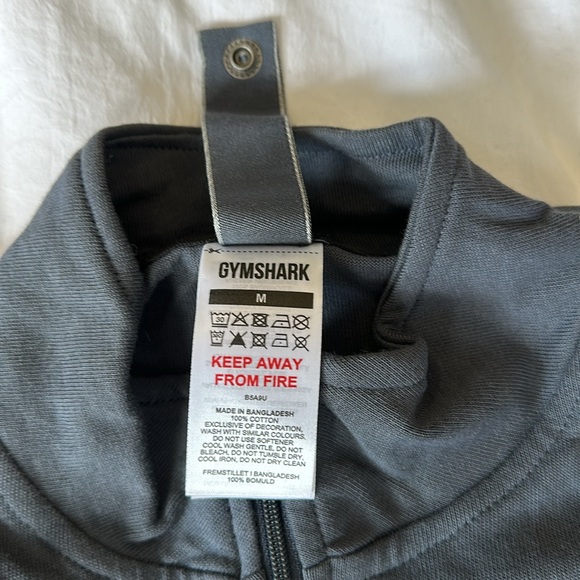 GYMSHARK
M
30
KEEP AWAY
FROM FIRE
B5A9U
MADE IN BANGLADESH
100% COTTON
EXCLUSIVE OF DECORATION,
WASH WITH SIMILAR COLOURS.
DO NOT USE SOFTENER
COOL WASH GENTLE, DO NOT
BLEACH, DO NOT TUMBLE DRY,
COOL IRON, DO NOT DRY CLEAN
FREMSTILLET I BANGLADESH
100% BOMULD